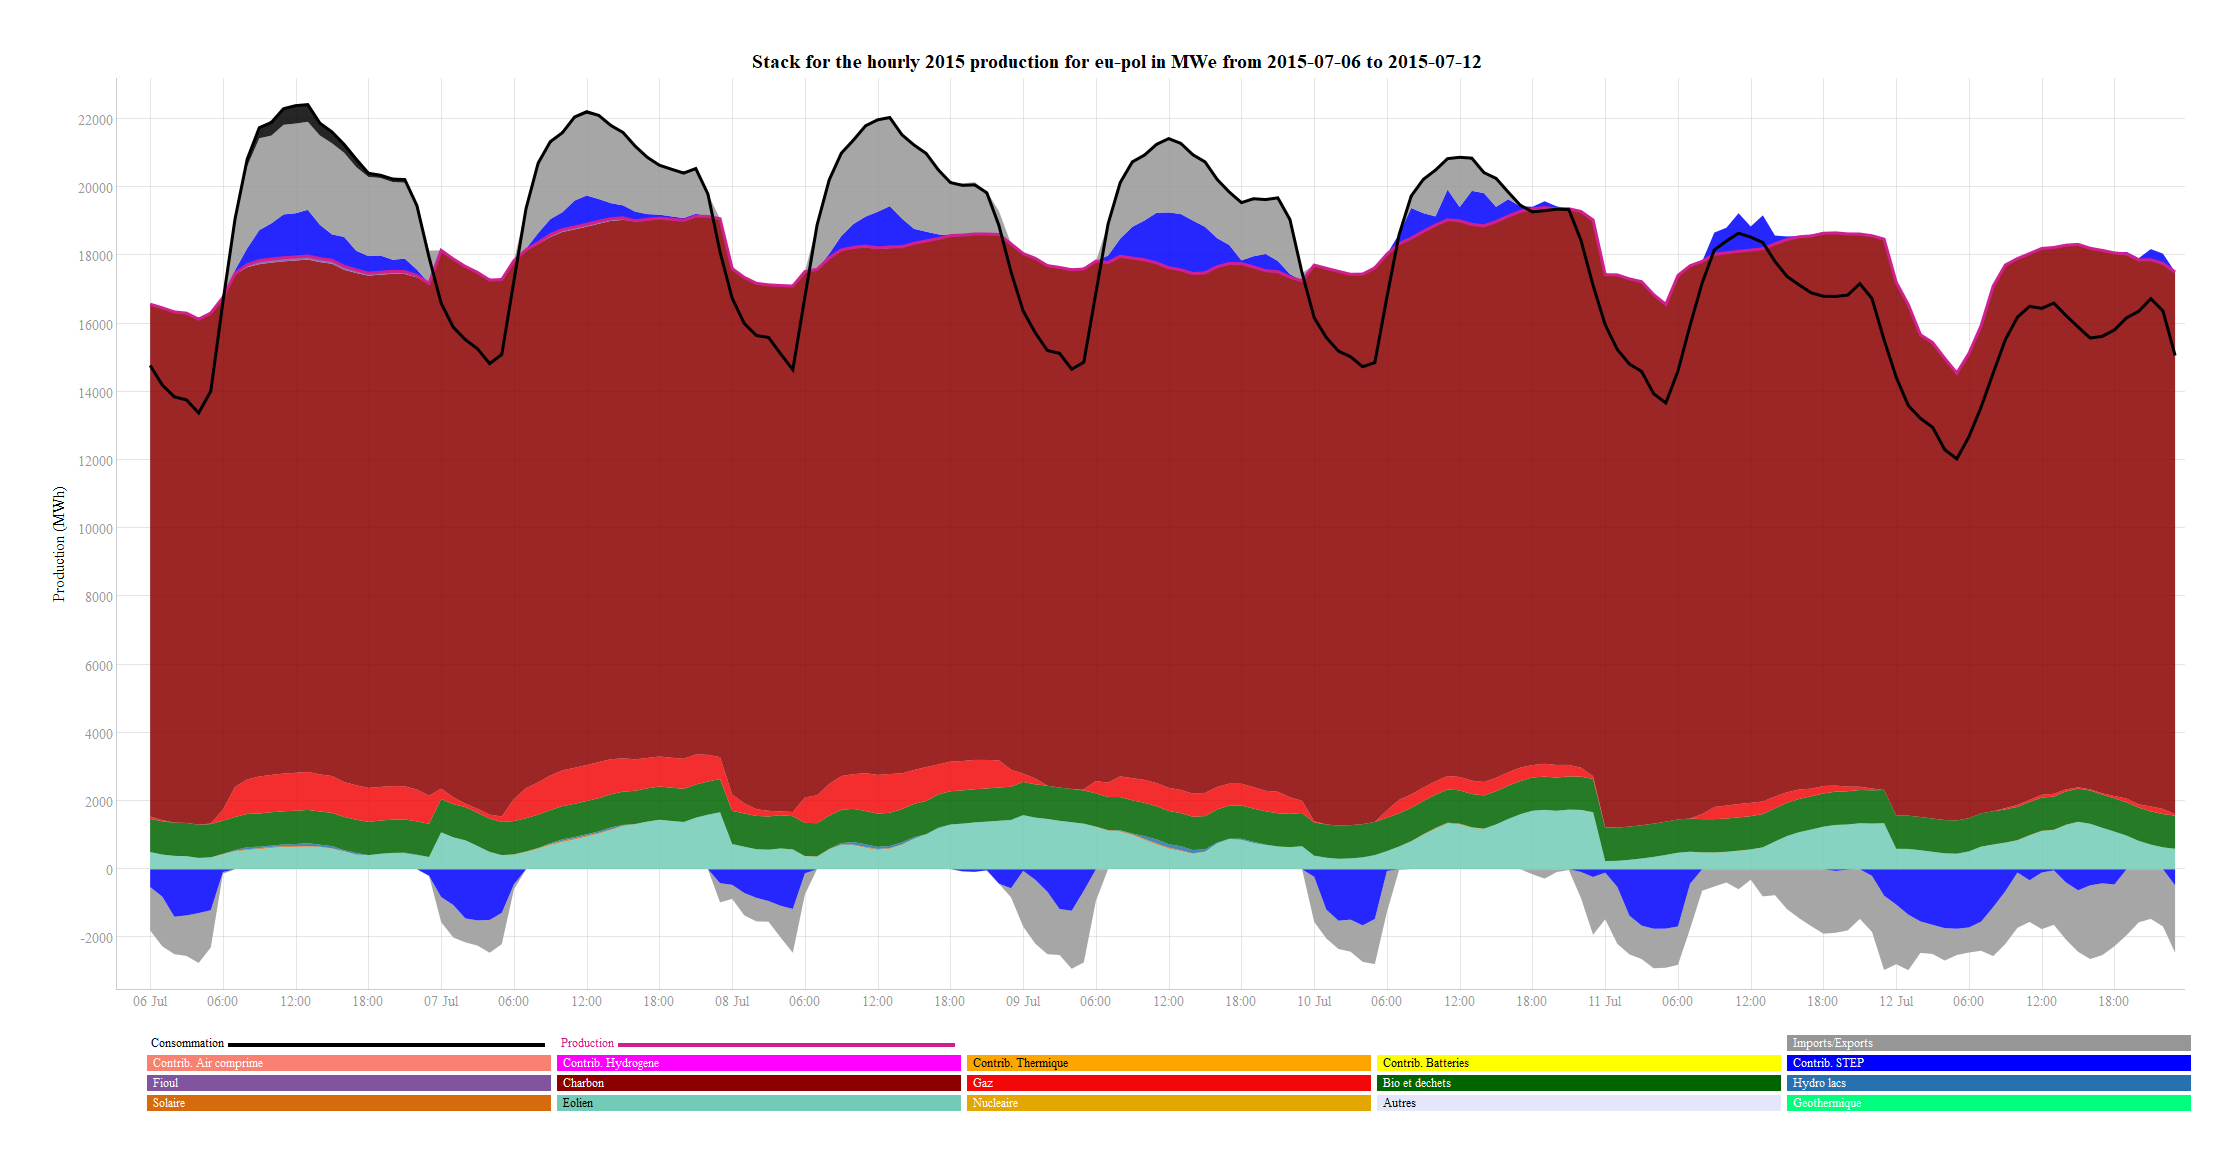 Stack for the hourly 2015 production for eu-pol in MWe from 2015-07-06 to 2015-07-12
22000
20000
18000
16000
14000
12000
10000
8000
6000
4000
2000
0
-2000
Production (MWh)
06 Jul 06:00 12:00 18:00 07 Jul 06:00 12:00 18:00 08 Jul 06:00 12:00 18:00 09 Jul 06:00 12:00 18:00 10 Jul 06:00 12:00 18:00 11 Jul 06:00 12:00 18:00 12 Jul 06:00 12:00 18:00
Consommation Production Imports/Exports
Contrib. Air comprime Contrib. Hydrogene Contrib. Thermique Contrib. Batteries Contrib. STEP
Fioul Charbon Gaz Bio et dechets Hydro lacs
Solaire Eolien Nucleaire Autres Geothermique